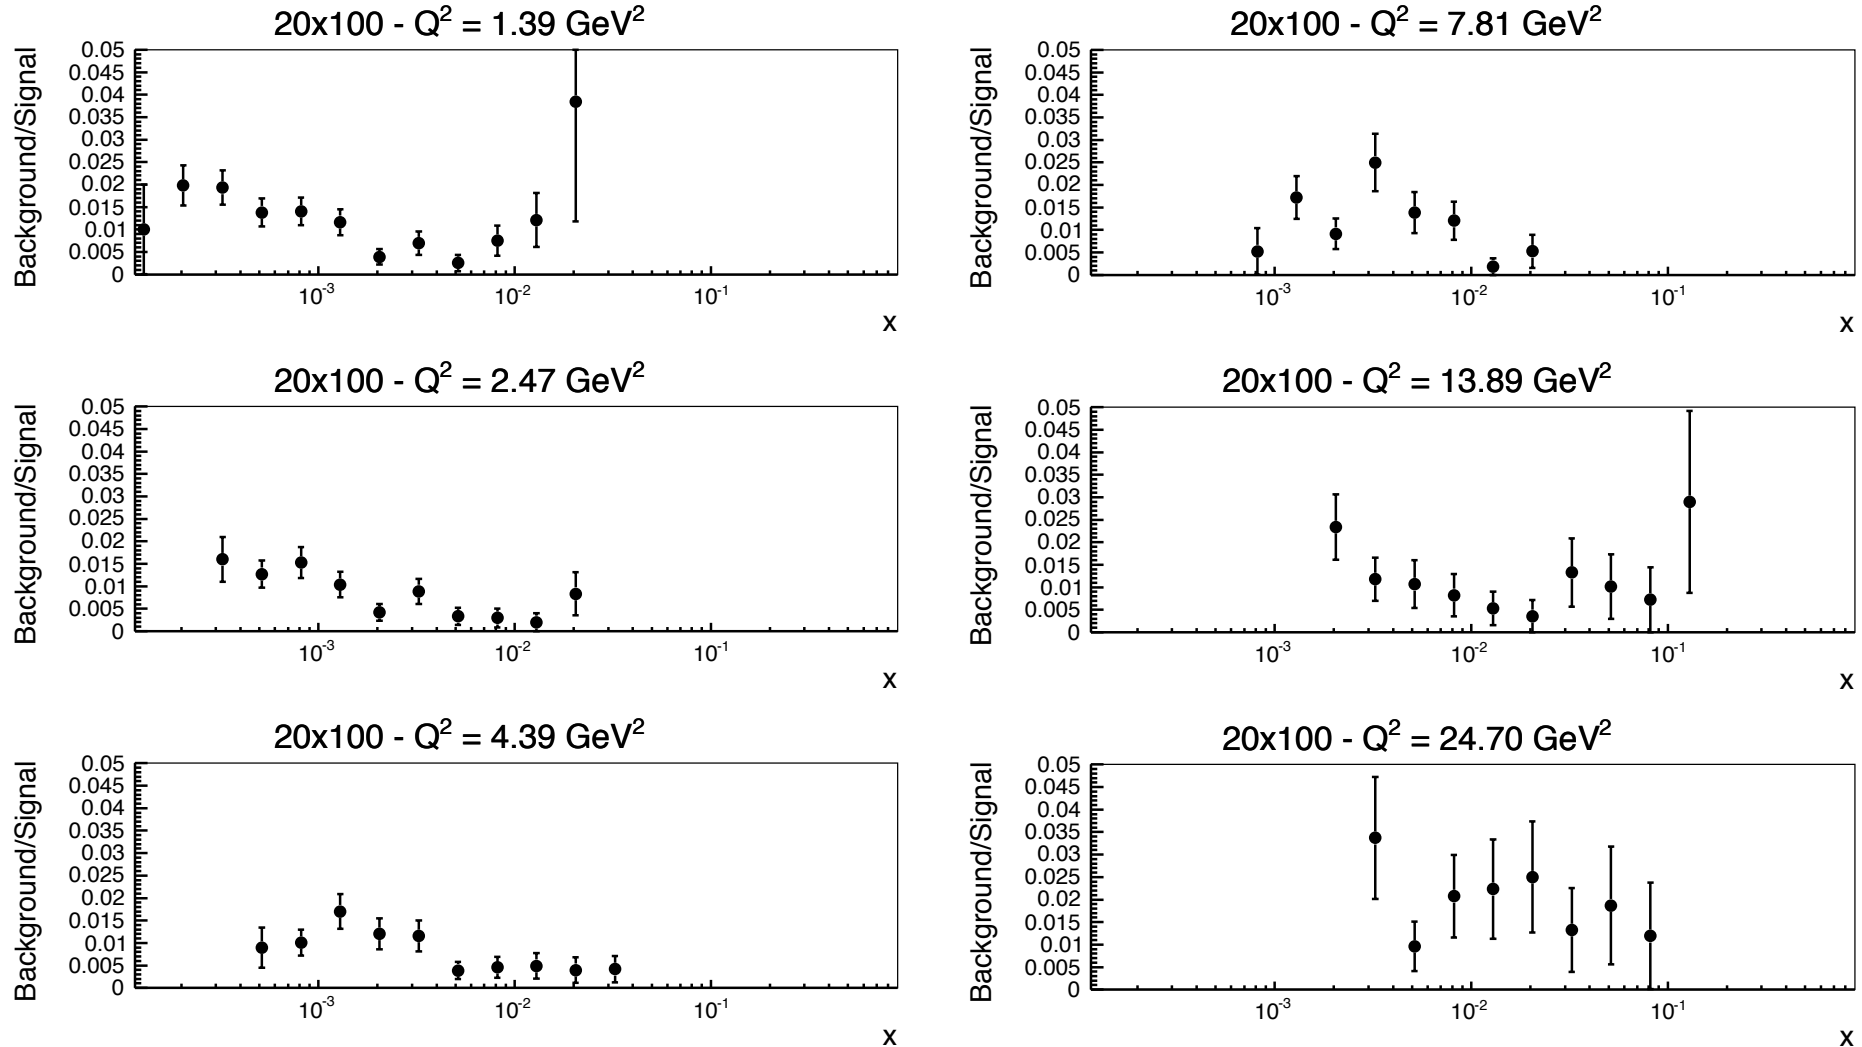 20x100 - Q² = 1.39 GeV²
Background/Signal
0.05
0.045
0.04
0.035
0.03
0.025
0.02
0.015
0.01
0.005
0
10⁻³ 10⁻² 10⁻¹
x
20x100 - Q² = 7.81 GeV²
Background/Signal
0.05
0.045
0.04
0.035
0.03
0.025
0.02
0.015
0.01
0.005
0
10⁻³ 10⁻² 10⁻¹
x
20x100 - Q² = 2.47 GeV²
Background/Signal
0.05
0.045
0.04
0.035
0.03
0.025
0.02
0.015
0.01
0.005
0
10⁻³ 10⁻² 10⁻¹
x
20x100 - Q² = 13.89 GeV²
Background/Signal
0.05
0.045
0.04
0.035
0.03
0.025
0.02
0.015
0.01
0.005
0
10⁻³ 10⁻² 10⁻¹
x
20x100 - Q² = 4.39 GeV²
Background/Signal
0.05
0.045
0.04
0.035
0.03
0.025
0.02
0.015
0.01
0.005
0
10⁻³ 10⁻² 10⁻¹
x
20x100 - Q² = 24.70 GeV²
Background/Signal
0.05
0.045
0.04
0.035
0.03
0.025
0.02
0.015
0.01
0.005
0
10⁻³ 10⁻² 10⁻¹
x